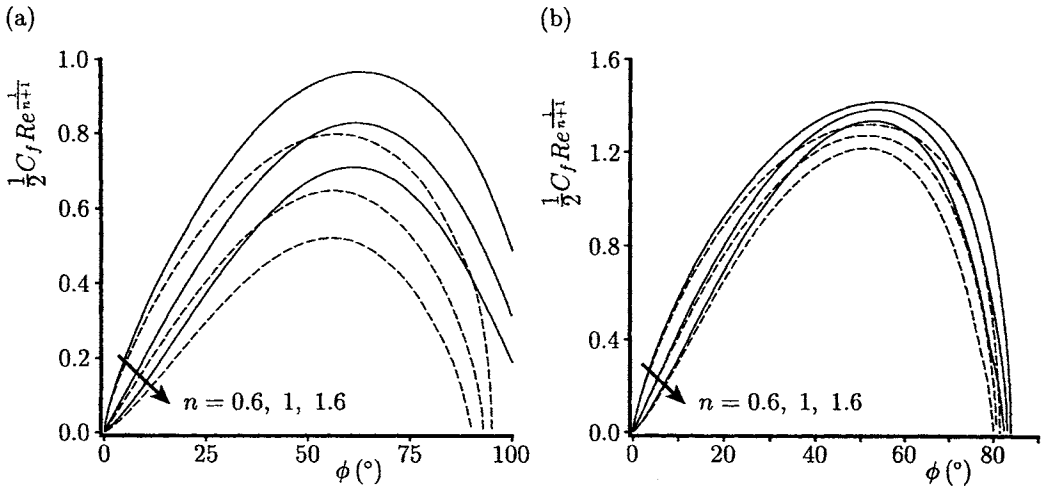 (a)
½ C_f Re^{1/(n+1)}
1.0
0.8
0.6
0.4
0.2
0.0
0
25
50
75
100
n = 0.6, 1, 1.6
ϕ (°)
(b)
½ C_f Re^{1/(n+1)}
1.6
1.2
0.8
0.4
0.0
0
20
40
60
80
n = 0.6, 1, 1.6
ϕ (°)